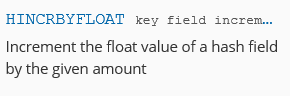 HINCRBYFLOAT key field increm…
Increment the float value of a hash field
by the given amount